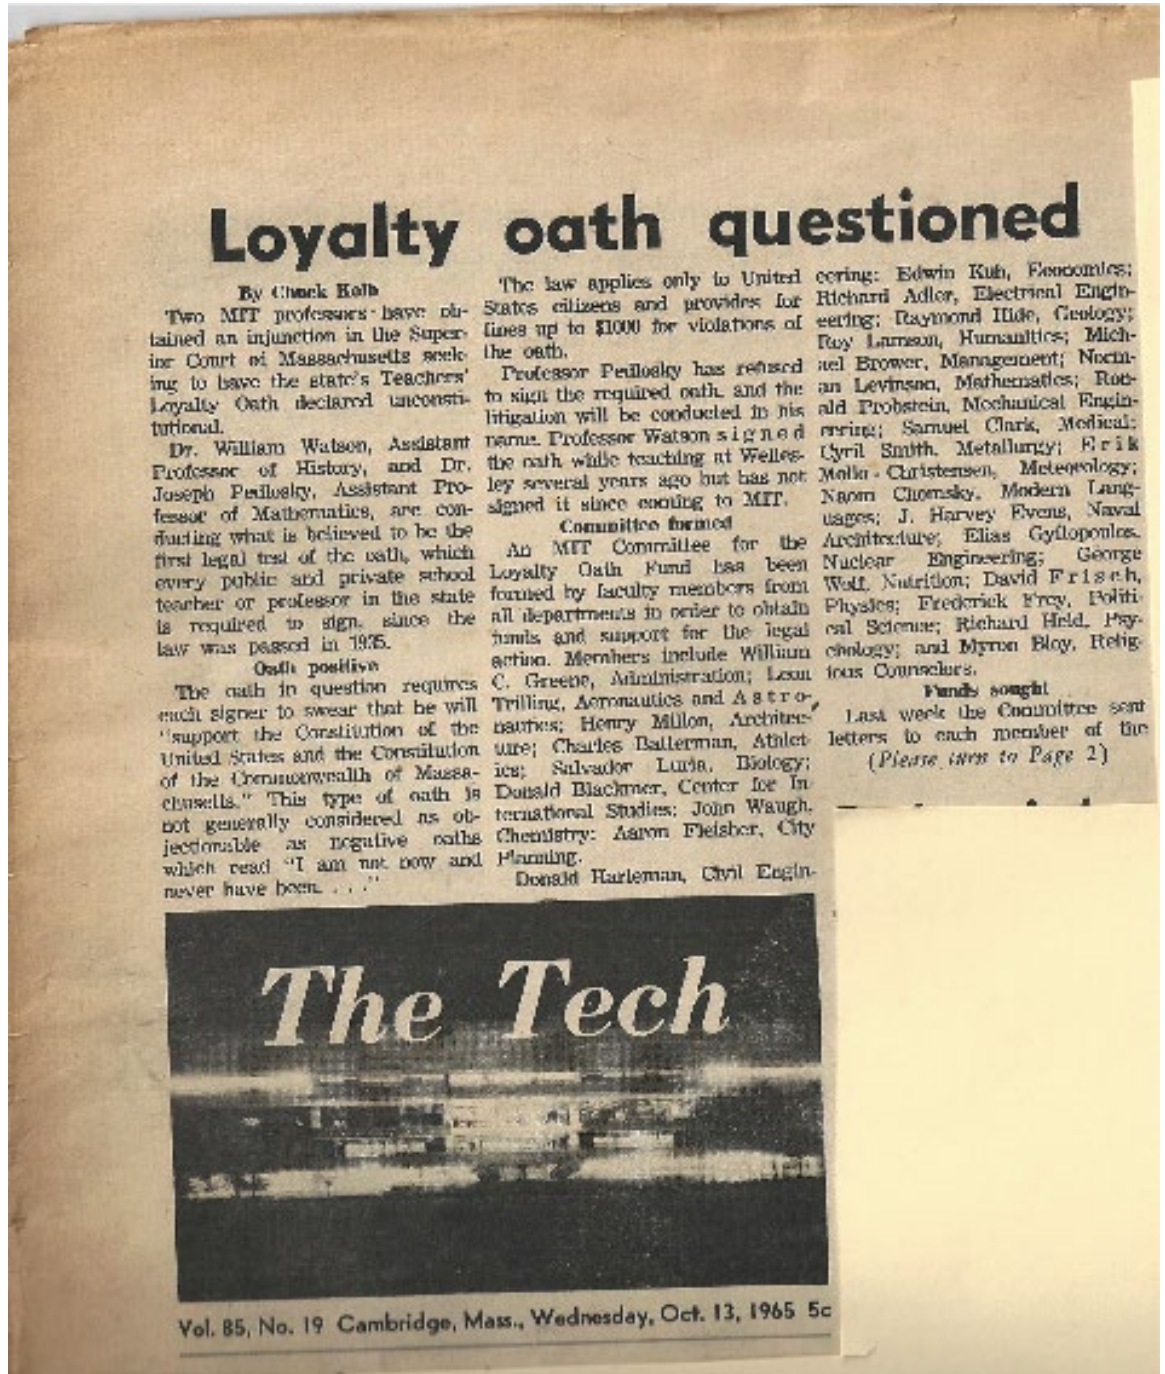 Loyalty oath questioned
By Chuck Kolb
Two MIT professors have ob-
tained an injunction in the Super-
ior Court of Massachusetts seek-
ing to have the state's Teachers'
Loyalty Oath declared unconsti-
tutional.
Dr. William Watson, Assistant
Professor of History, and Dr.
Joseph Pedlosky, Assistant Pro-
fessor of Mathematics, are con-
ducting what is believed to be the
first legal test of the oath, which
every public and private school
teacher or professor in the state
is required to sign, since the
law was passed in 1935.
Oath positive
The oath in question requires
each signer to swear that he will
"support the Constitution of the
United States and the Constitution
of the Commonwealth of Massa-
chusetts." This type of oath is
not generally considered as ob-
jectionable as negative oaths
which read "I am not now and
never have been. . . ."
The law applies only to United
States citizens and provides for
fines up to $1000 for violations of
the oath.
Professor Pedlosky has refused
to sign the required oath, and the
litigation will be conducted in his
name. Professor Watson signed
the oath while teaching at Welles-
ley several years ago but has not
signed it since coming to MIT.
Committee formed
An MIT Committee for the
Loyalty Oath Fund has been
formed by faculty members from
all departments in order to obtain
funds and support for the legal
action. Members include William
C. Greene, Administration; Leon
Trilling, Aeronautics and Astro-
nautics; Henry Millon, Architec-
ture; Charles Batterman, Athlet-
ics; Salvador Luria, Biology;
Donald Blackmer, Center for In-
ternational Studies; John Waugh,
Chemistry; Aaron Fleisher, City
Planning.
Donald Harleman, Civil Engin-
eering; Edwin Kuh, Economics;
Richard Adler, Electrical Engin-
eering; Raymond Hide, Geology;
Roy Lamson, Humanities; Mich-
ael Brower, Management; Norm-
an Levinson, Mathematics; Ron-
ald Probstein, Mechanical Engin-
eering; Samuel Clark, Medical;
Cyril Smith, Metallurgy; Erik
Mollo-Christensen, Meteorology;
Naom Chomsky, Modern Lang-
uages; J. Harvey Evens, Naval
Architecture; Elias Gyftopoulos,
Nuclear Engineering; George
Wolf, Nutrition; David Frisch,
Physics; Frederick Frey, Politi-
cal Science; Richard Held, Psy-
chology; and Myron Bloy, Relig-
ious Counselors.
Funds sought
Last week the Committee sent
letters to each member of the
(Please turn to Page 2)
The Tech
Vol. 85, No. 19 Cambridge, Mass., Wednesday, Oct. 13, 1965 5c